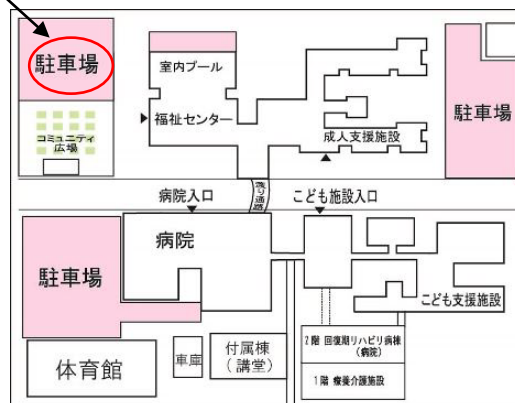 駐車場
室内プール
福祉センター
コミュニティ
広場
成人支援施設
駐車場
渡り通路
病院入口
こども施設入口
病院
駐車場
こども支援施設
体育館
車庫
付属棟
（講堂）
2階 回復期リハビリ病棟
（病院）
1階 療養介護施設